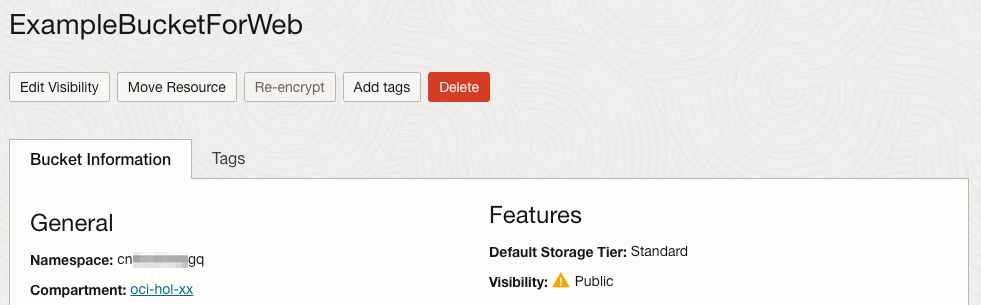 ExampleBucketForWeb
Edit Visibility Move Resource Re-encrypt Add tags Delete
Bucket Information Tags
General
Namespace: cn gq
Compartment: oci-hol-xx
Features
Default Storage Tier: Standard
Visibility: Public